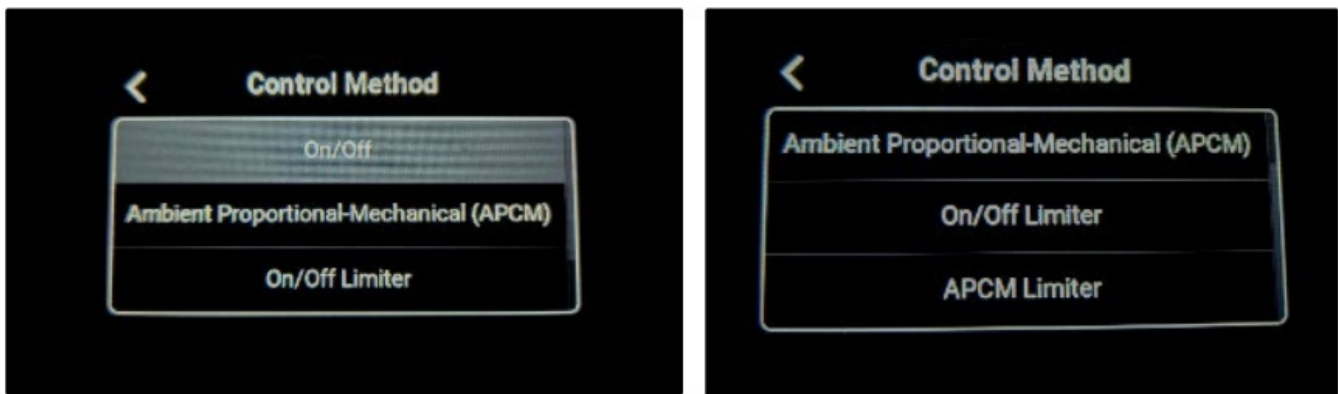 Control Method
On/Off
Ambient Proportional-Mechanical (APCM)
On/Off Limiter
Control Method
Ambient Proportional-Mechanical (APCM)
On/Off Limiter
APCM Limiter